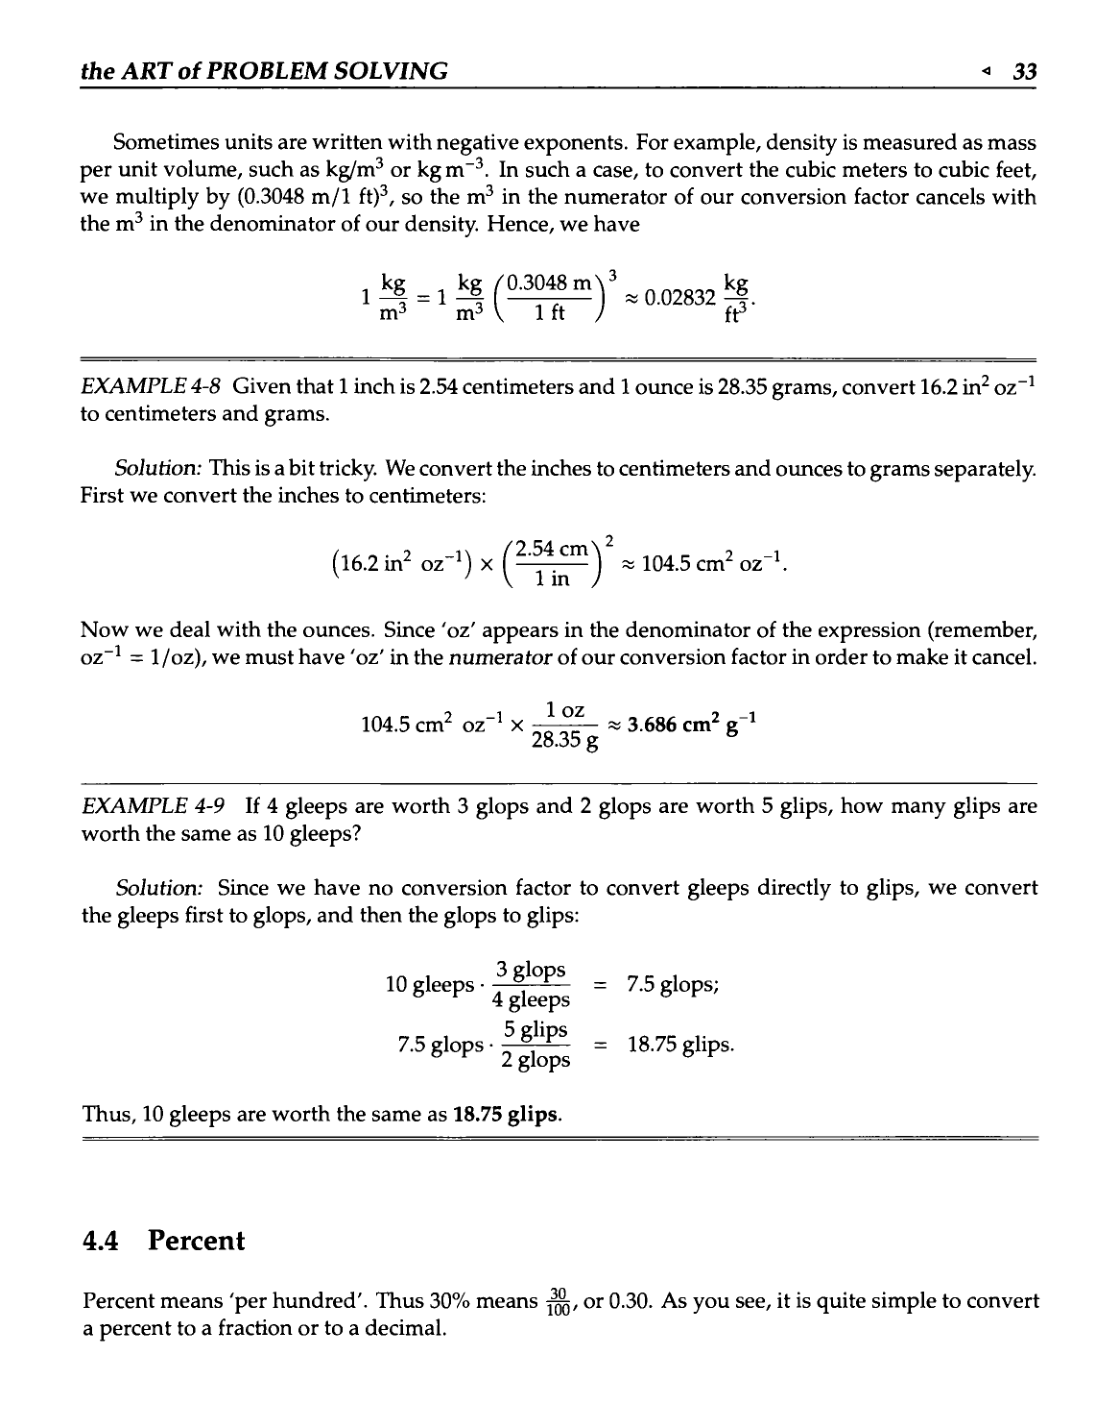 the ART of PROBLEM SOLVING ◃ 33
Sometimes units are written with negative exponents. For example, density is measured as mass
per unit volume, such as kg/m³ or kg m⁻³. In such a case, to convert the cubic meters to cubic feet,
we multiply by (0.3048 m/1 ft)³, so the m³ in the numerator of our conversion factor cancels with
the m³ in the denominator of our density. Hence, we have
1 kg/m³ = 1 kg/m³ (0.3048 m / 1 ft)³ ≈ 0.02832 kg/ft³.
EXAMPLE 4-8 Given that 1 inch is 2.54 centimeters and 1 ounce is 28.35 grams, convert 16.2 in² oz⁻¹
to centimeters and grams.
Solution: This is a bit tricky. We convert the inches to centimeters and ounces to grams separately.
First we convert the inches to centimeters:
(16.2 in² oz⁻¹) × (2.54 cm / 1 in)² ≈ 104.5 cm² oz⁻¹.
Now we deal with the ounces. Since 'oz' appears in the denominator of the expression (remember,
oz⁻¹ = 1/oz), we must have 'oz' in the numerator of our conversion factor in order to make it cancel.
104.5 cm² oz⁻¹ × 1 oz / 28.35 g ≈ 3.686 cm² g⁻¹
EXAMPLE 4-9 If 4 gleeps are worth 3 glops and 2 glops are worth 5 glips, how many glips are
worth the same as 10 gleeps?
Solution: Since we have no conversion factor to convert gleeps directly to glips, we convert
the gleeps first to glops, and then the glops to glips:
10 gleeps · 3 glops / 4 gleeps = 7.5 glops;
7.5 glops · 5 glips / 2 glops = 18.75 glips.
Thus, 10 gleeps are worth the same as 18.75 glips.
4.4 Percent
Percent means 'per hundred'. Thus 30% means 30/100, or 0.30. As you see, it is quite simple to convert
a percent to a fraction or to a decimal.